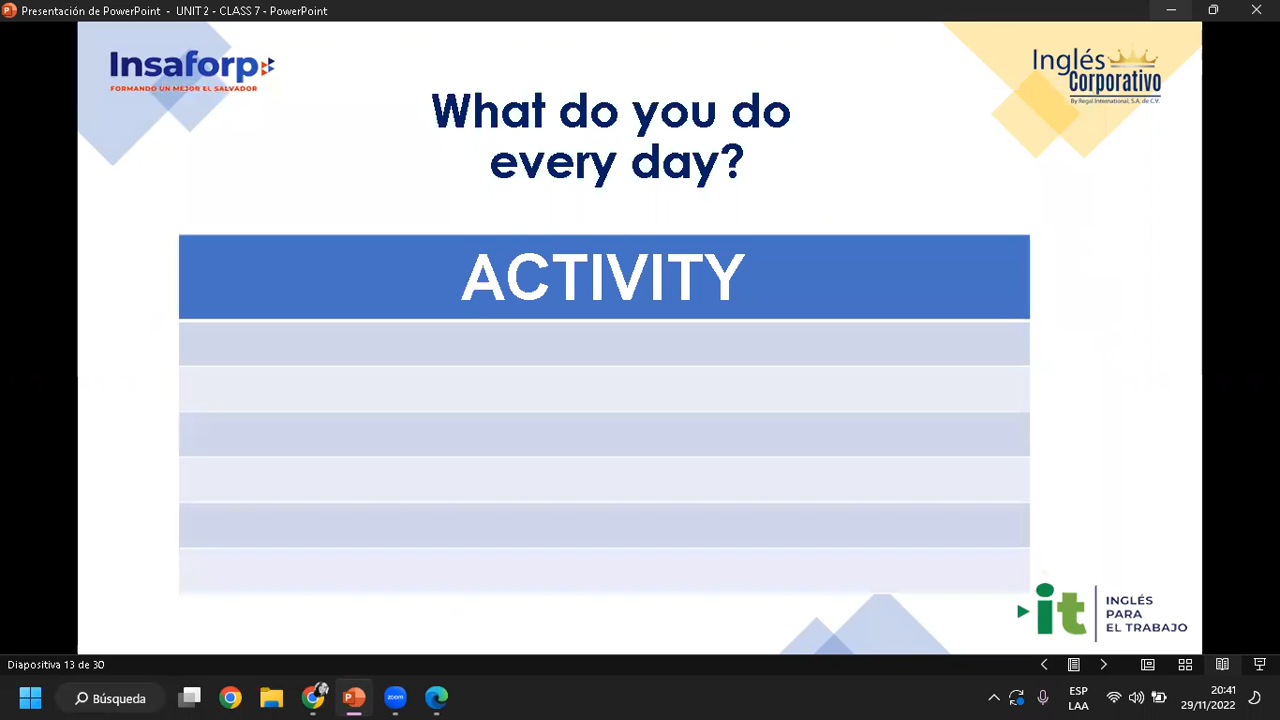 Presentación de PowerPoint - UNIT 2 - CLASS 7 - PowerPoint
Insaforp
FORMANDO UN MEJOR EL SALVADOR
Inglés
Corporativo
By Regal International, S.A. de C.V.
What do you do
every day?
ACTIVITY
it
INGLÉS
PARA
EL TRABAJO
Diapositiva 13 de 30
Búsqueda
zoom
ESP
LAA
20:41
29/11/2022